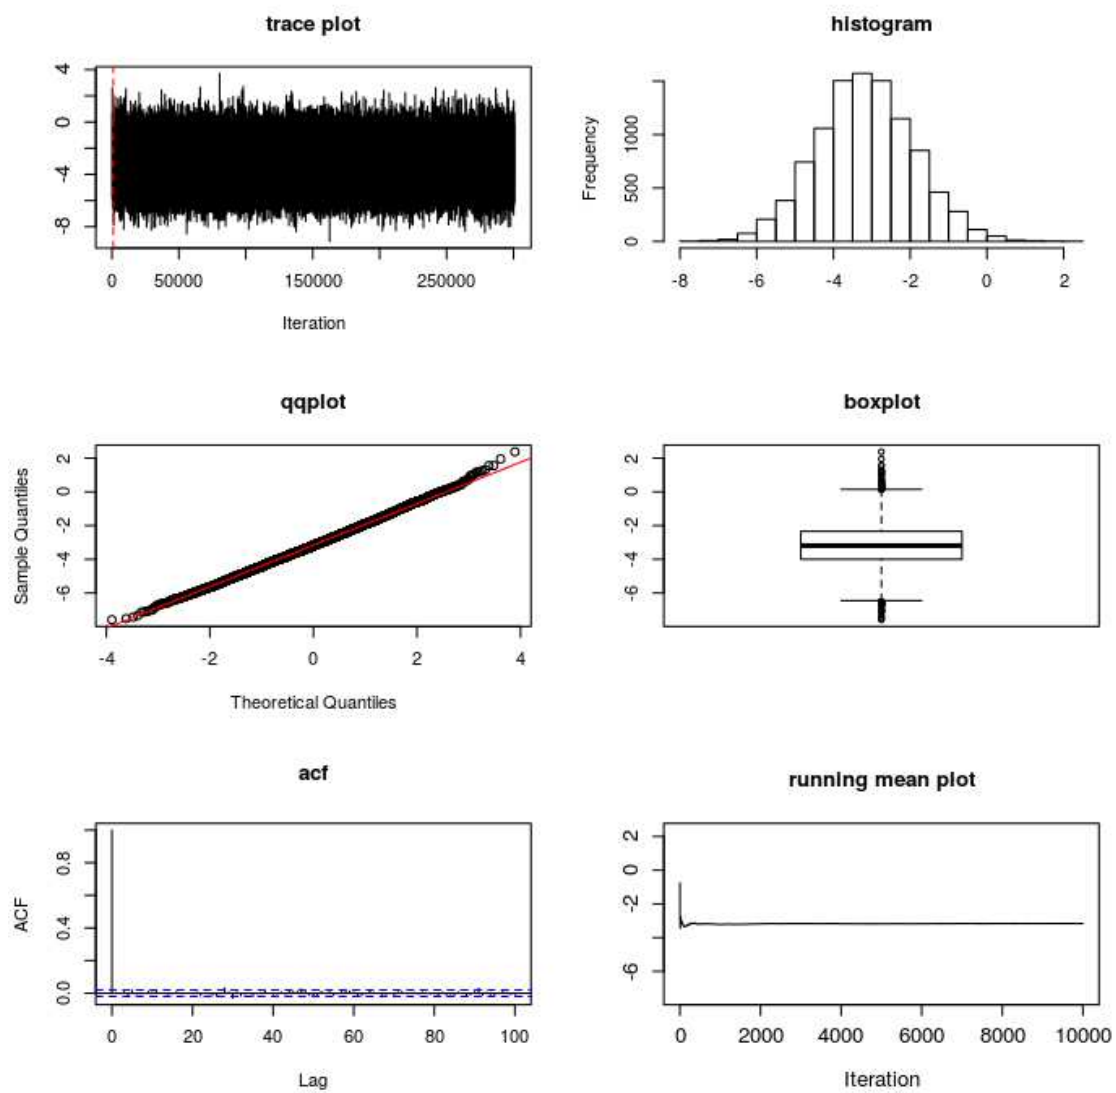 trace plot
4
0
-4
-8
0 50000 150000 250000
Iteration
histogram
Frequency
1000
500
0
-8 -6 -4 -2 0 2
qqplot
Sample Quantiles
2
0
-2
-4
-6
-4 -2 0 2 4
Theoretical Quantiles
boxplot
2
0
-2
-4
-6
acf
ACF
0.8
0.4
0.0
0 20 40 60 80 100
Lag
running mean plot
2
0
-2
-6
0 2000 4000 6000 8000 10000
Iteration